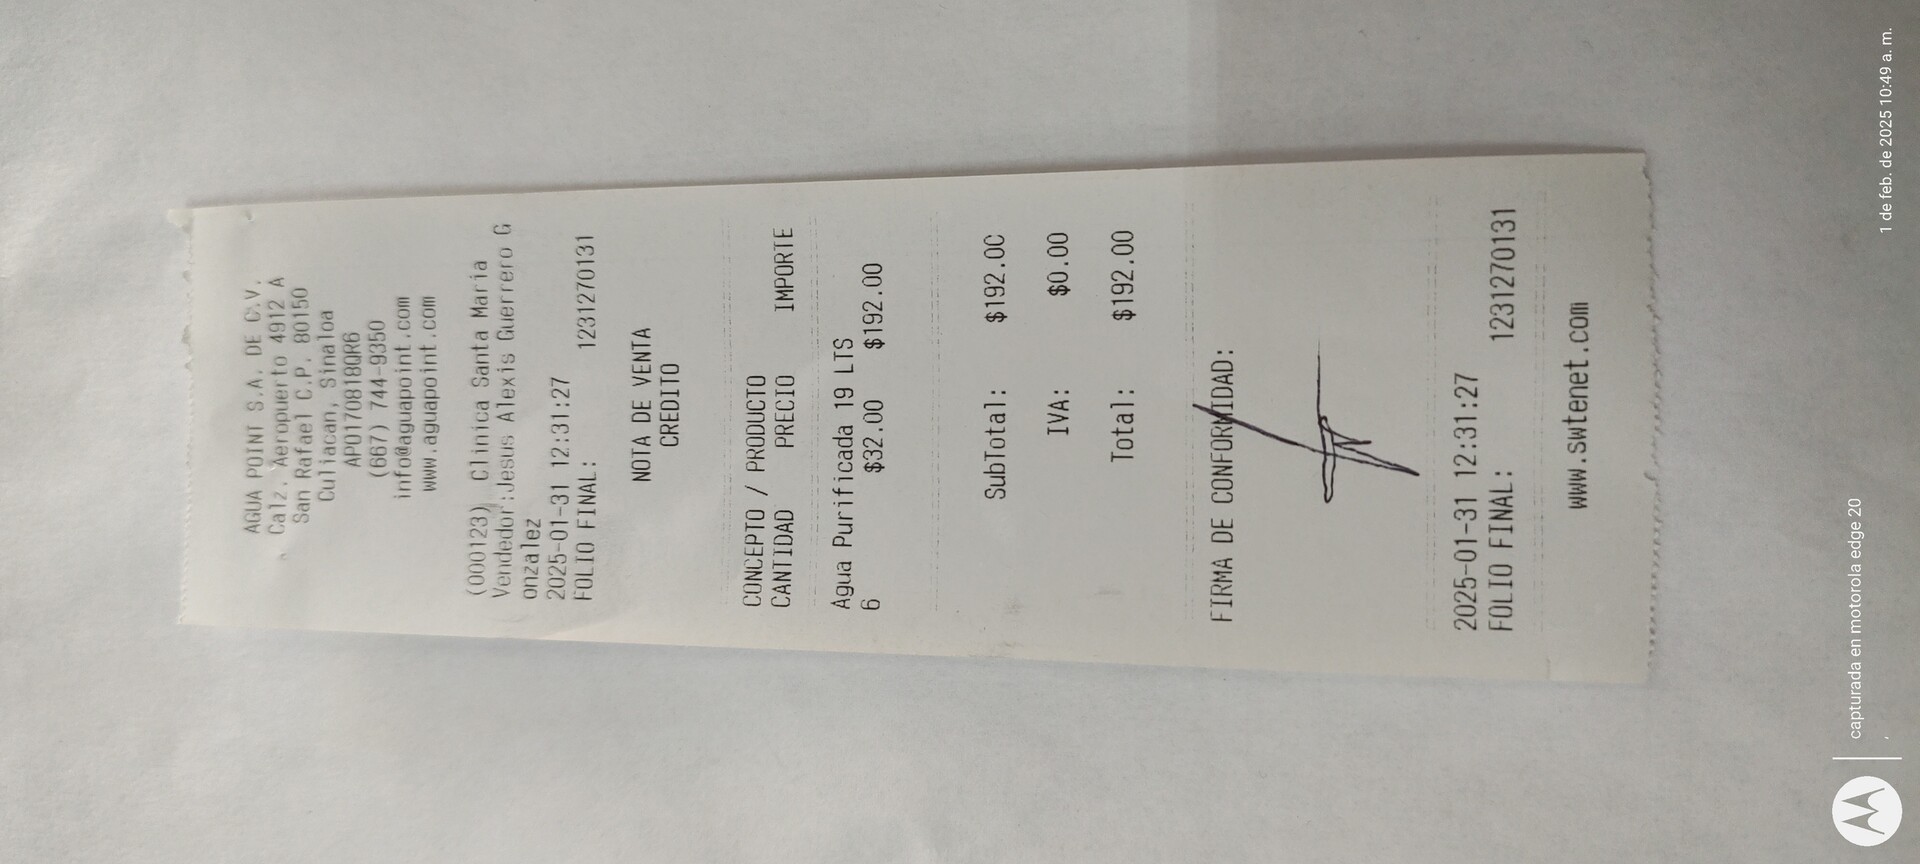 AGUA POINT S.A. DE C.V.
Calz. Aeropuerto 4912 A
San Rafael C.P. 80150
Culiacan, Sinaloa
APO170818QR6
(667) 744-9350
info@aguapoint.com
www.aguapoint.com
(000123) Clinica Santa Maria
Vendedor:Jesus Alexis Guerrero G
onzalez
2025-01-31 12:31:27
FOLIO FINAL: 1231270131
NOTA DE VENTA
CREDITO
CONCEPTO / PRODUCTO
CANTIDAD PRECIO IMPORTE
Agua Purificada 19 LTS
6 $32.00 $192.00
SubTotal: $192.00
IVA: $0.00
Total: $192.00
FIRMA DE CONFORMIDAD:
2025-01-31 12:31:27
FOLIO FINAL: 1231270131
www.swtenet.com
capturada en motorola edge 20
1 de feb. de 2025 10:49 a. m.